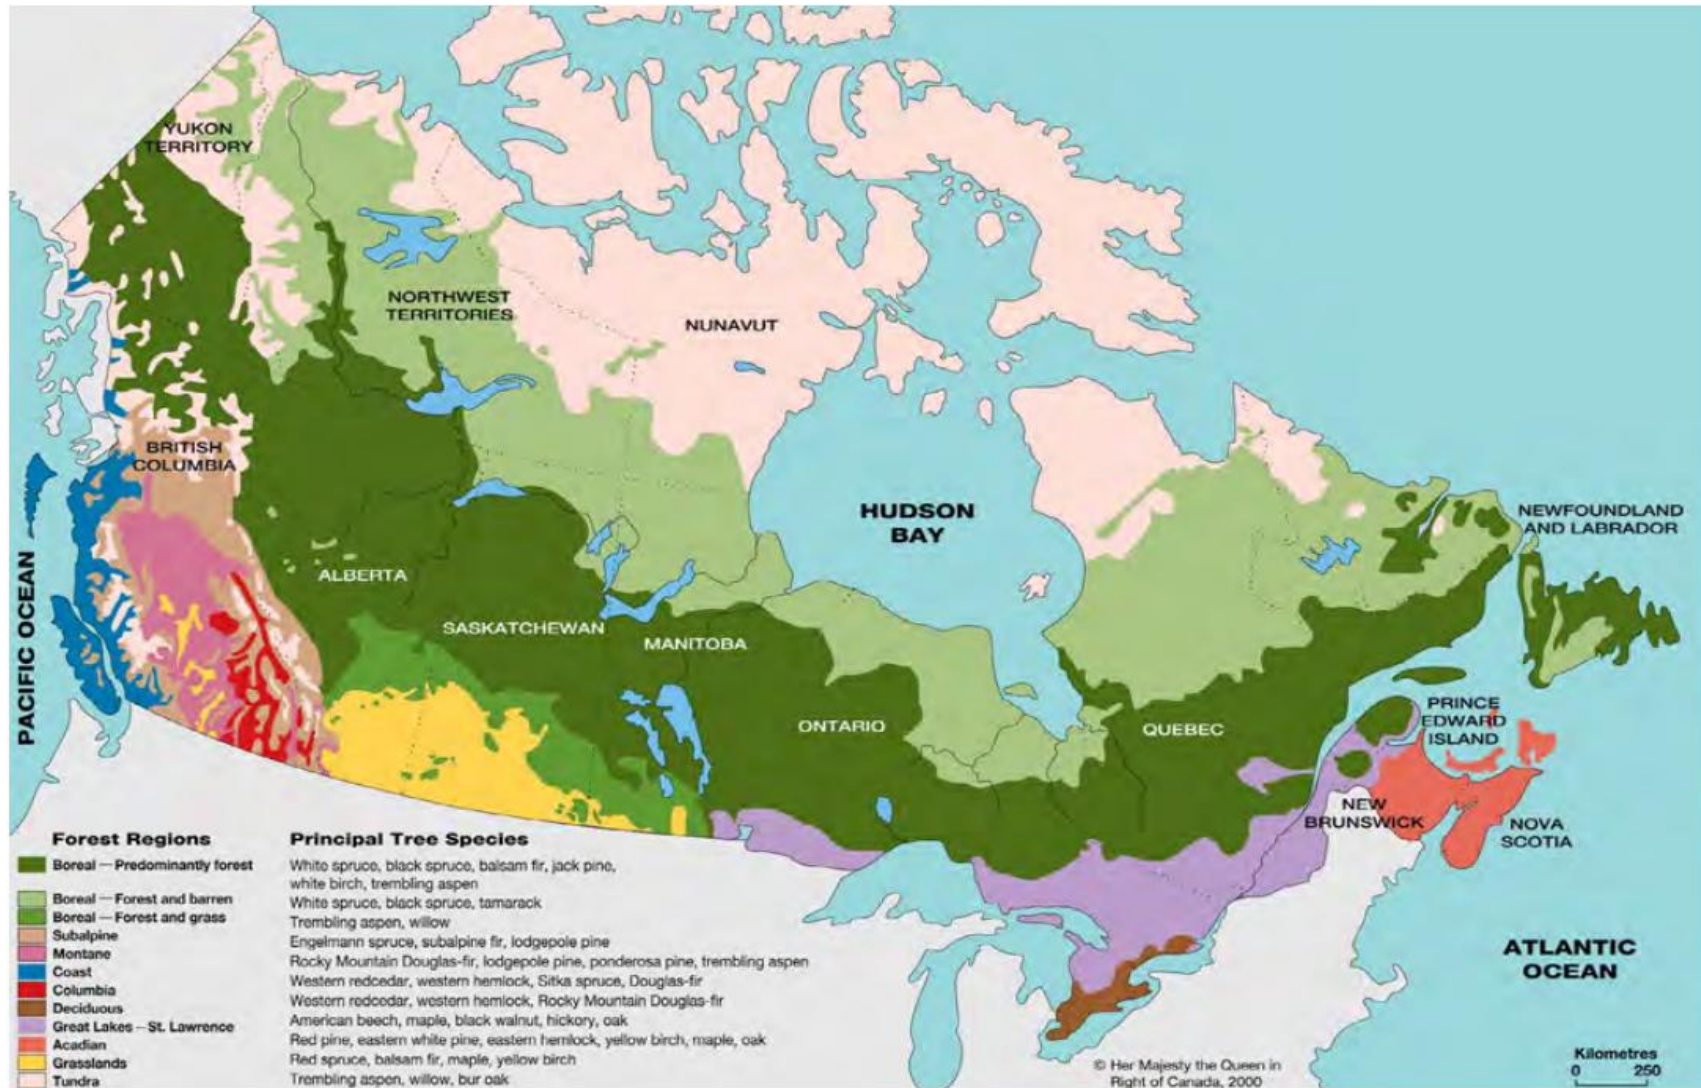 YUKON
TERRITORY
NORTHWEST
TERRITORIES
NUNAVUT
BRITISH
COLUMBIA
HUDSON
BAY
NEWFOUNDLAND
AND LABRADOR
PACIFIC OCEAN
ALBERTA
SASKATCHEWAN
MANITOBA
ONTARIO
QUEBEC
PRINCE
EDWARD
ISLAND
NEW
BRUNSWICK
NOVA
SCOTIA
ATLANTIC
OCEAN
Forest Regions
Boreal — Predominantly forest
Boreal — Forest and barren
Boreal — Forest and grass
Subalpine
Montane
Coast
Columbia
Deciduous
Great Lakes – St. Lawrence
Acadian
Grasslands
Tundra
Principal Tree Species
White spruce, black spruce, balsam fir, jack pine,
white birch, trembling aspen
White spruce, black spruce, tamarack
Trembling aspen, willow
Engelmann spruce, subalpine fir, lodgepole pine
Rocky Mountain Douglas-fir, lodgepole pine, ponderosa pine, trembling aspen
Western redcedar, western hemlock, Sitka spruce, Douglas-fir
Western redcedar, western hemlock, Rocky Mountain Douglas-fir
American beech, maple, black walnut, hickory, oak
Red pine, eastern white pine, eastern hemlock, yellow birch, maple, oak
Red spruce, balsam fir, maple, yellow birch
Trembling aspen, willow, bur oak
© Her Majesty the Queen in
Right of Canada, 2000
Kilometres
0 250